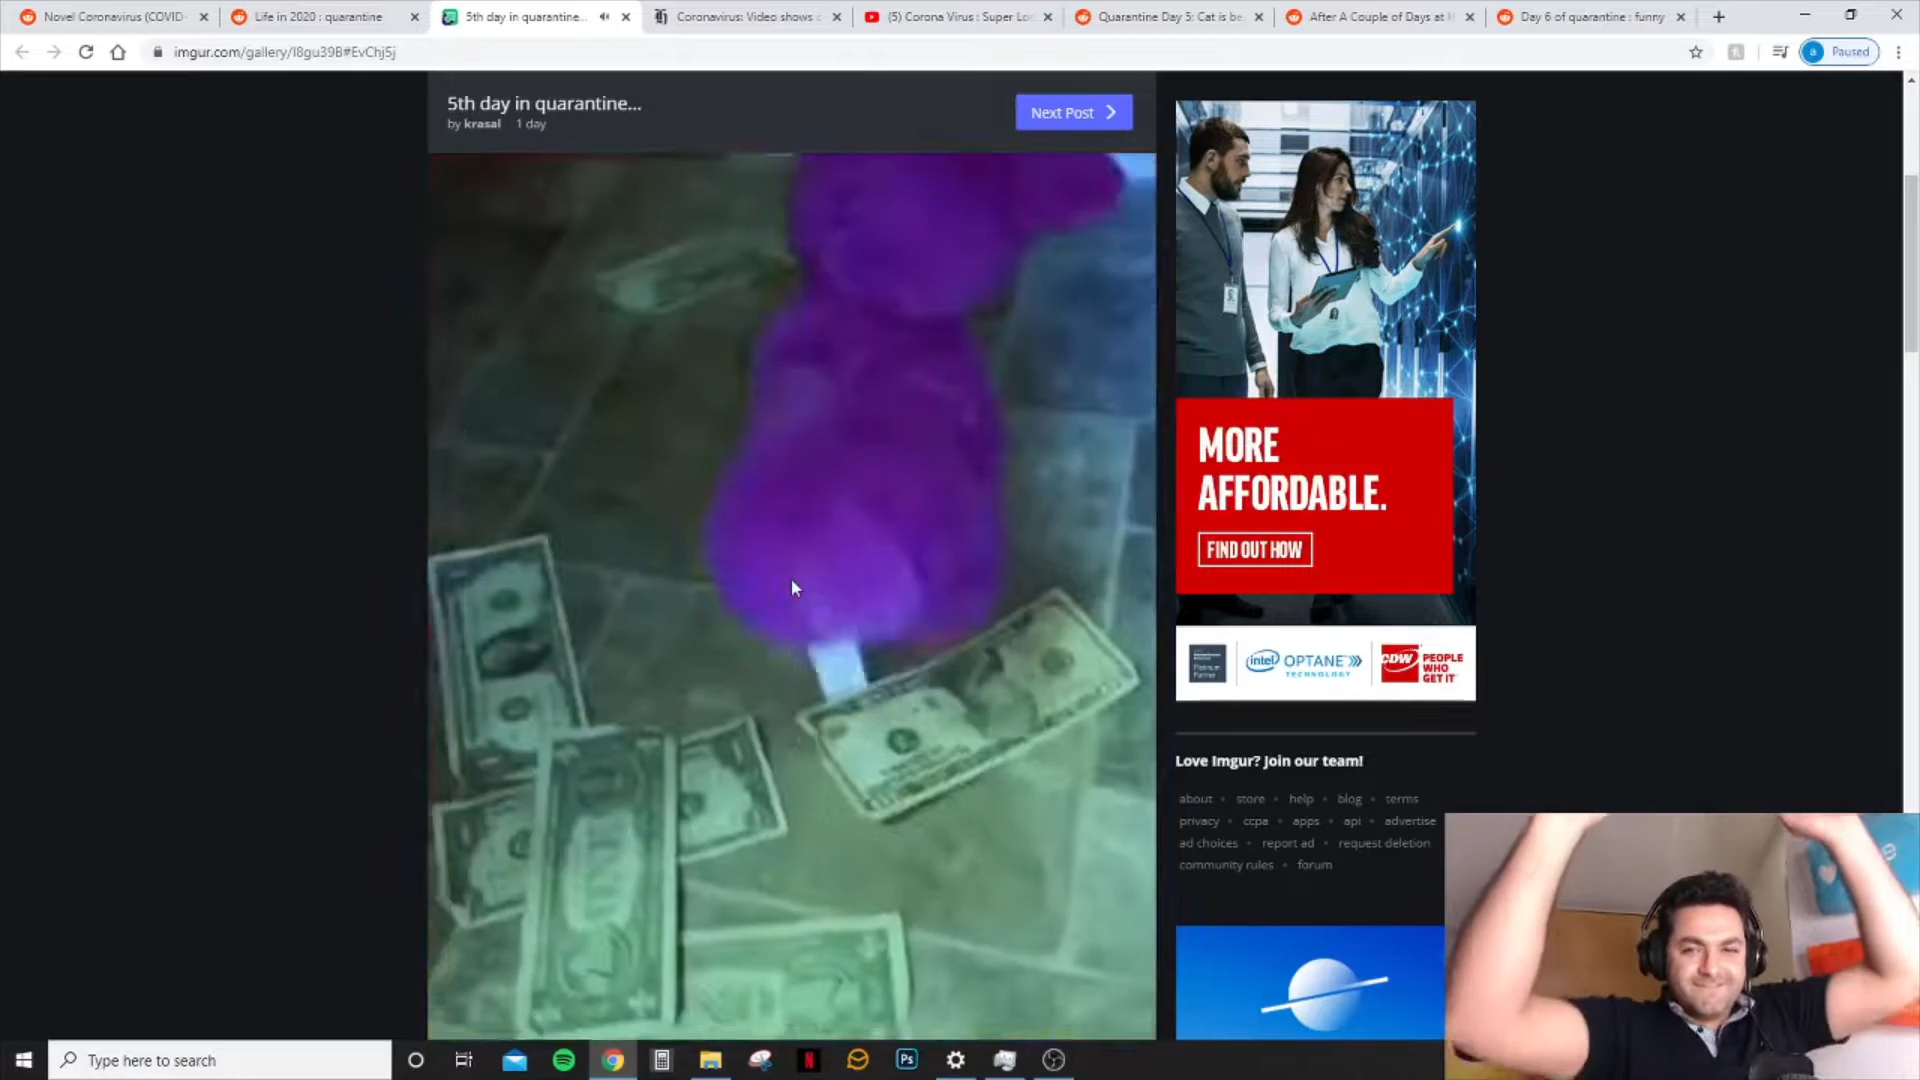 Novel Coronavirus (COVID-
Life in 2020 : quarantine
5th day in quarantine...
Coronavirus: Video shows
(5) Corona Virus : Super Lo
Quarantine Day 5: Cat is be
After A Couple of Days at
Day 6 of quarantine : funny
imgur.com/gallery/I8gu39B#EvChj5j
a Paused
5th day in quarantine...
by krasal 1 day
Next Post
MORE
AFFORDABLE.
FIND OUT HOW
intel OPTANE
TECHNOLOGY
CDW PEOPLE
WHO
GET IT
Love Imgur? Join our team!
about • store • help • blog • terms
privacy • ccpa • apps • api • advertise
ad choices • report ad • request deletion
community rules • forum
Type here to search
N
Ps